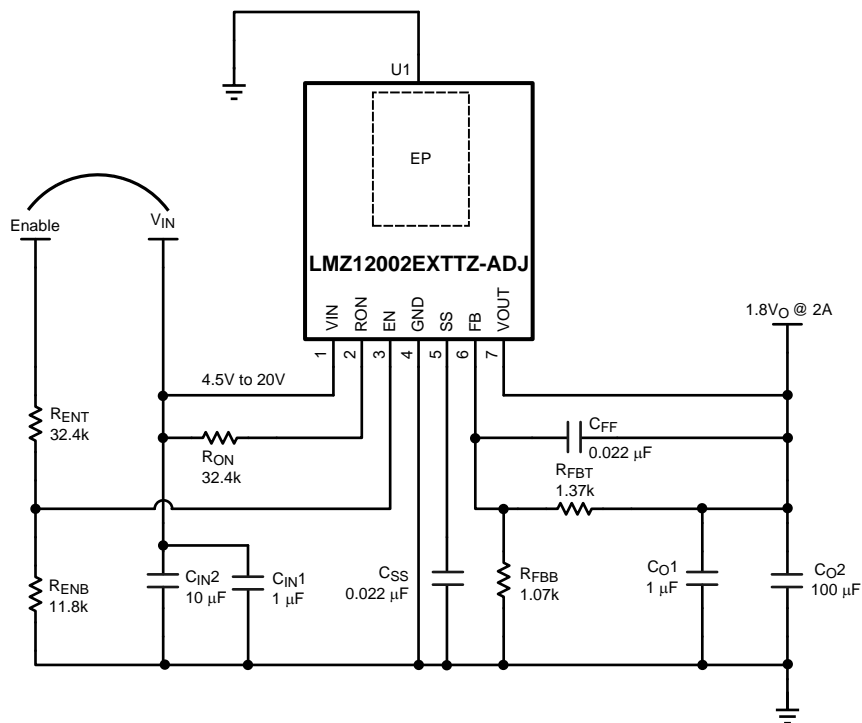 U1
EP
Enable
VIN
LMZ12002EXTTZ-ADJ
VIN
RON
EN
GND
SS
FB
VOUT
1
2
3
4
5
6
7
1.8VO @ 2A
4.5V to 20V
RENT
32.4k
RON
32.4k
CFF
0.022 μF
RFBT
1.37k
RENB
11.8k
CIN2
10 μF
CIN1
1 μF
CSS
0.022 μF
RFBB
1.07k
CO1
1 μF
CO2
100 μF